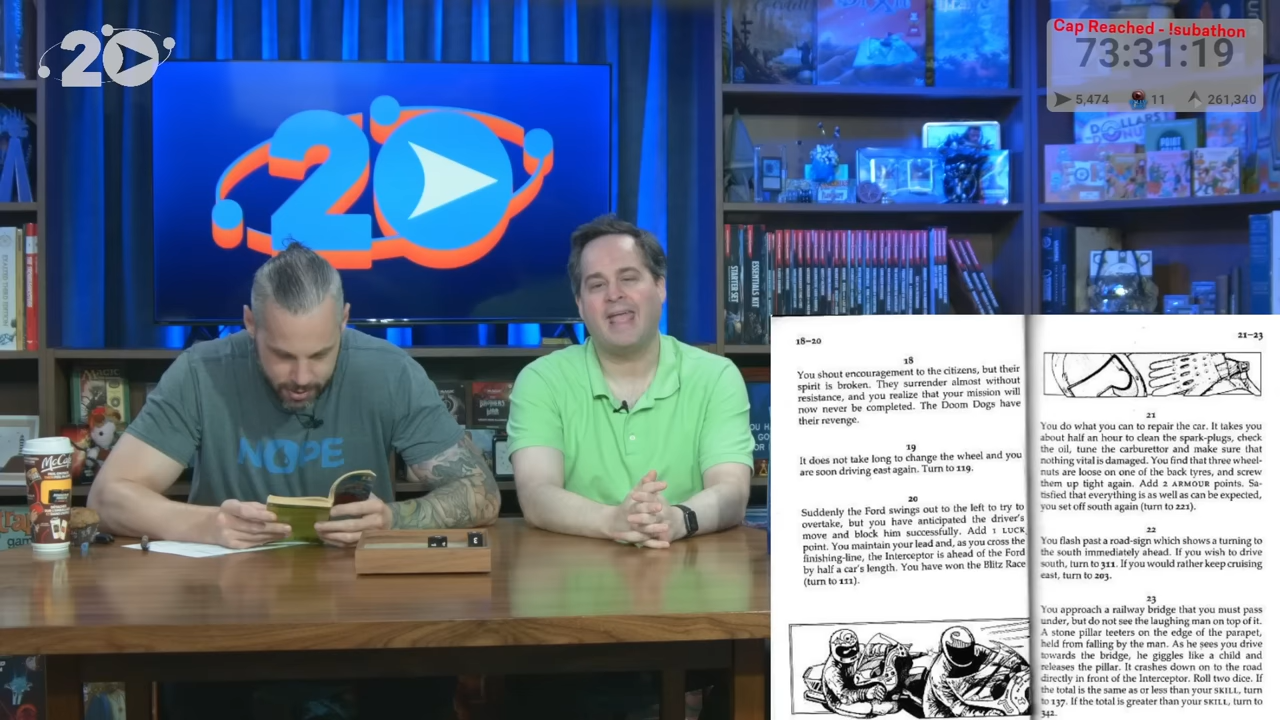 20
Cap Reached - !subathon
73:31:19
5,474
11
261,340
20
STARTER SET
ESSENTIALS KIT
McCafé
NOPE
18–20
18
You shout encouragement to the citizens, but their
spirit is broken. They surrender almost without
resistance, and you realize that your mission will
now never be completed. The Doom Dogs have
their revenge.
19
It does not take long to change the wheel and you
are soon driving east again. Turn to 119.
20
Suddenly the Ford swings out to the left to try to
overtake, but you have anticipated the driver's
move and block him successfully. Add 1 LUCK
point. You maintain your lead and, as you cross the
finishing-line, the Interceptor is ahead of the Ford
by half a car's length. You have won the Blitz Race
(turn to 111).
21–23
21
You do what you can to repair the car. It takes you
about half an hour to clean the spark-plugs, check
the oil, tune the carburettor and make sure that
nothing vital is damaged. You find that three wheel-
nuts are loose on one of the back tyres, and screw
them up tight again. Add 2 ARMOUR points. Sa-
tisfied that everything is as well as can be expected,
you set off south again (turn to 221).
22
You flash past a road-sign which shows a turning to
the south immediately ahead. If you wish to drive
south, turn to 311. If you would rather keep cruising
east, turn to 203.
23
You approach a railway bridge that you must pass
under, but do not see the laughing man on top of it.
A stone pillar teeters on the edge of the parapet,
held from falling by the man. As he sees you drive
towards the bridge, he giggles like a child and
releases the pillar. It crashes down on to the road
directly in front of the Interceptor. Roll two dice. If
the total is the same as or less than your SKILL, turn
to 137. If the total is greater than your SKILL, turn to
342.